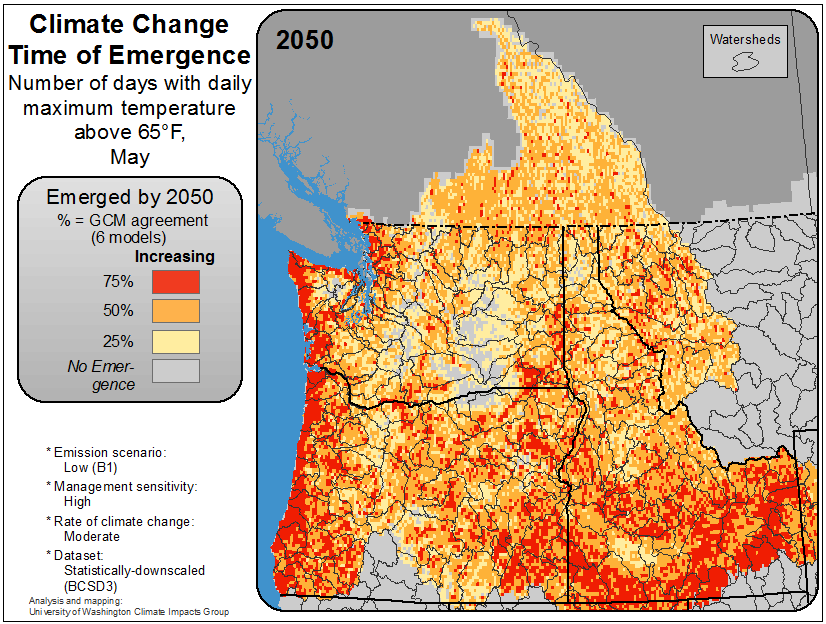 Climate Change
Time of Emergence
Number of days with daily
maximum temperature
above 65°F,
May
Emerged by 2050
% = GCM agreement
(6 models)
Increasing
75%
50%
25%
No Emer-
gence
* Emission scenario:
Low (B1)
* Management sensitivity:
High
* Rate of climate change:
Moderate
* Dataset:
Statistically-downscaled
(BCSD3)
Analysis and mapping:
University of Washington Climate Impacts Group
2050
Watersheds